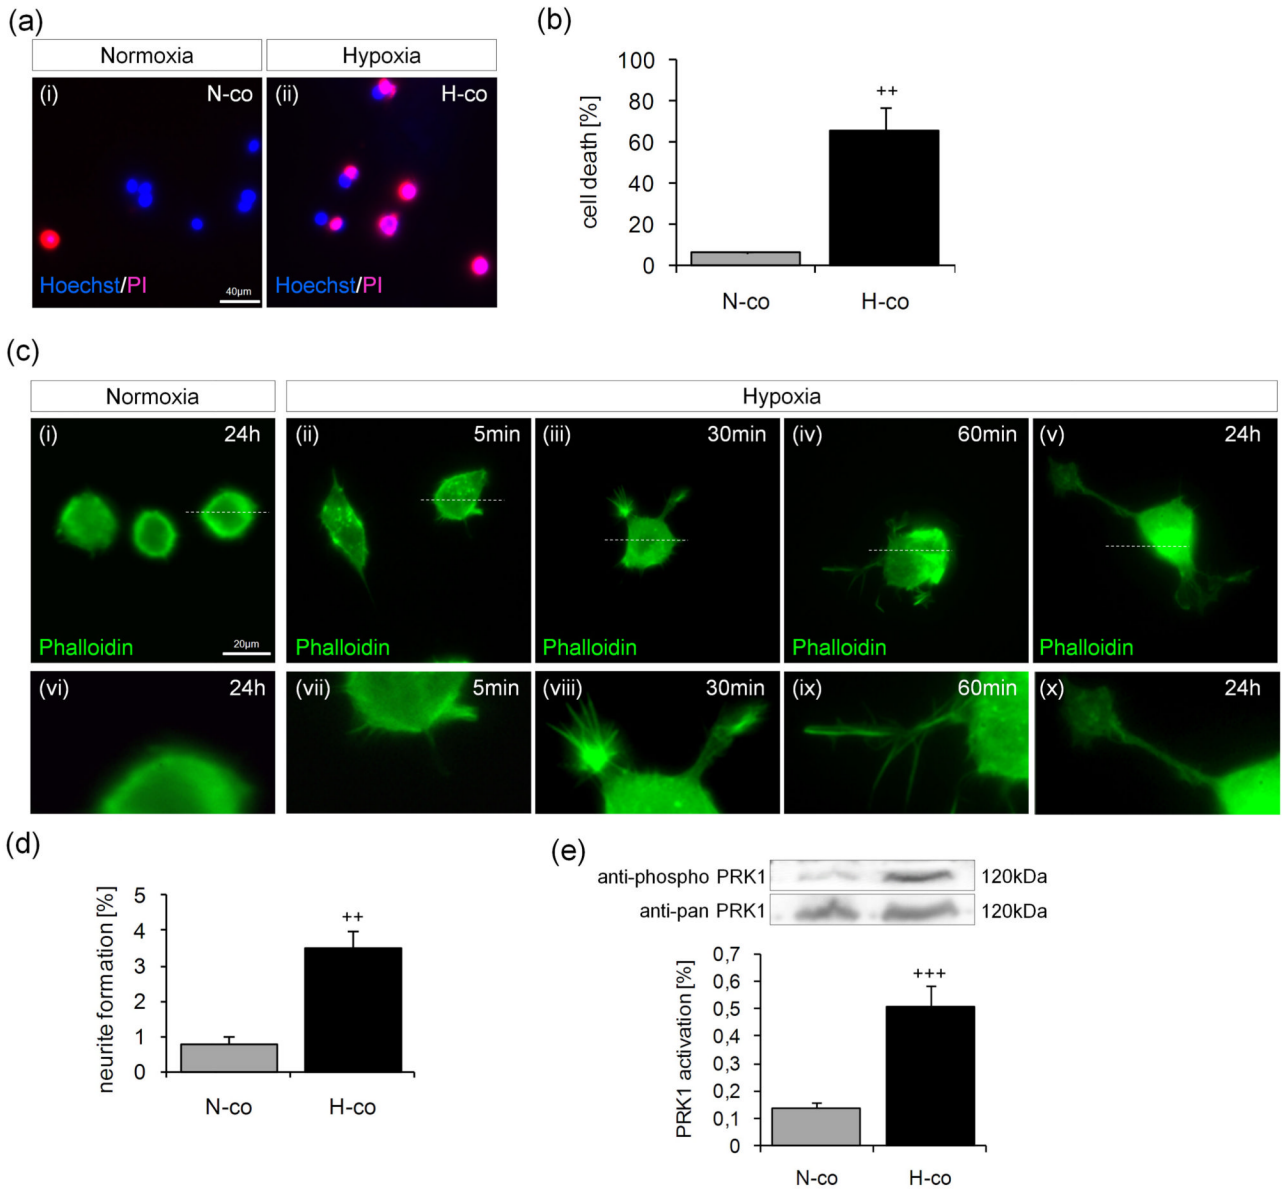 (a)
Normoxia Hypoxia
(i) N-co (ii) H-co
Hoechst/PI 40µm Hoechst/PI
(b)
cell death [%]
100
80
60
40
20
0
++
N-co H-co
(c)
Normoxia Hypoxia
(i) 24h (ii) 5min (iii) 30min (iv) 60min (v) 24h
Phalloidin 20µm Phalloidin Phalloidin Phalloidin Phalloidin
(vi) 24h (vii) 5min (viii) 30min (ix) 60min (x) 24h
(d)
neurite formation [%]
5
4
3
2
1
0
++
N-co H-co
(e)
anti-phospho PRK1 120kDa
anti-pan PRK1 120kDa
PRK1 activation [%]
0,7
0,6
0,5
0,4
0,3
0,2
0,1
0
+++
N-co H-co